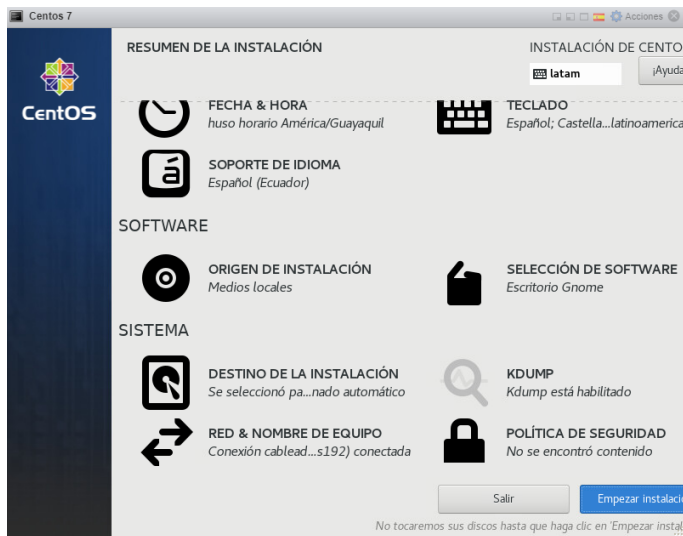 Centos 7
Acciones
RESUMEN DE LA INSTALACIÓN
INSTALACIÓN DE CENTO
latam
¡Ayuda
CentOS
FECHA & HORA
huso horario América/Guayaquil
TECLADO
Español; Castella...latinoamerica
SOPORTE DE IDIOMA
Español (Ecuador)
SOFTWARE
ORIGEN DE INSTALACIÓN
Medios locales
SELECCIÓN DE SOFTWARE
Escritorio Gnome
SISTEMA
DESTINO DE LA INSTALACIÓN
Se seleccionó pa...nado automático
KDUMP
Kdump está habilitado
RED & NOMBRE DE EQUIPO
Conexión cablead...s192) conectada
POLÍTICA DE SEGURIDAD
No se encontró contenido
Salir
Empezar instalació
No tocaremos sus discos hasta que haga clic en 'Empezar instal